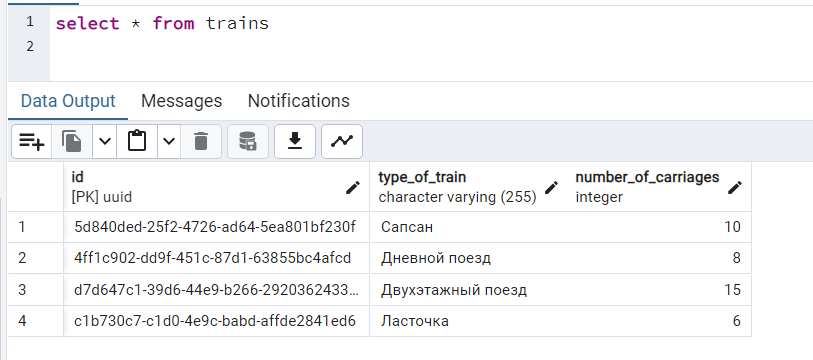 1 select * from trains
2
Data Output Messages Notifications
id type_of_train number_of_carriages
[PK] uuid character varying (255) integer
1 5d840ded-25f2-4726-ad64-5ea801bf230f Сапсан 10
2 4ff1c902-dd9f-451c-87d1-63855bc4afcd Дневной поезд 8
3 d7d647c1-39d6-44e9-b266-2920362433... Двухэтажный поезд 15
4 c1b730c7-c1d0-4e9c-babd-affde2841ed6 Ласточка 6